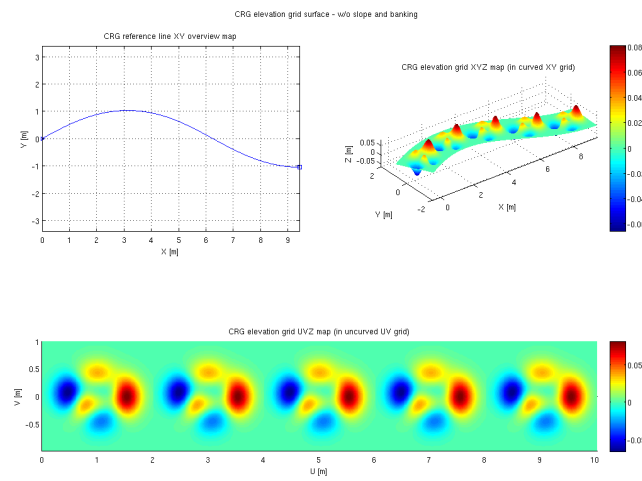 CRG elevation grid surface - w/o slope and banking
CRG reference line XY overview map
3
2
1
0
-1
-2
-3
Y [m]
0 1 2 3 4 5 6 7 8 9
X [m]
CRG elevation grid XYZ map (in curved XY grid)
0.05
0
-0.05
Z [m]
2
0
-2
Y [m]
0 2 4 6 8
X [m]
0.08
0.06
0.04
0.02
0
-0.02
-0.04
CRG elevation grid UVZ map (in uncurved UV grid)
1
0.5
0
-0.5
V [m]
0 1 2 3 4 5 6 7 8 9 10
U [m]
0.05
0